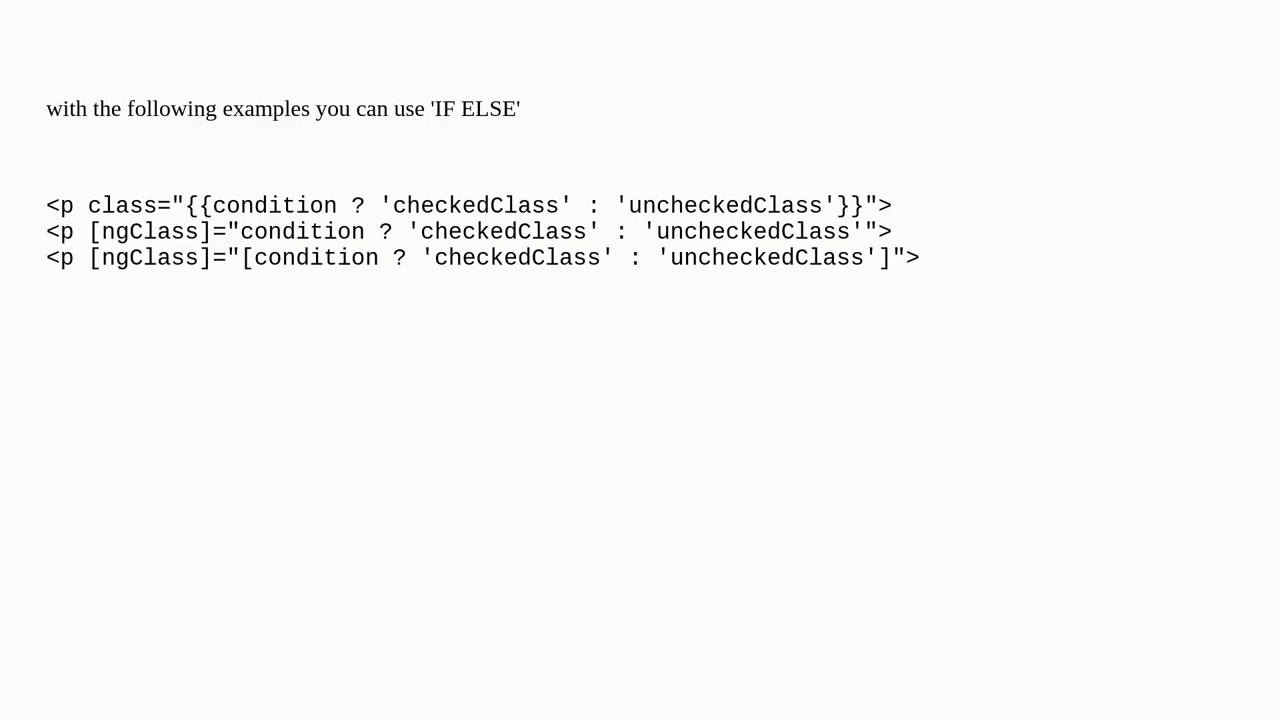 with the following examples you can use 'IF ELSE'
<p class="{{condition ? 'checkedClass' : 'uncheckedClass'}}">
<p [ngClass]="condition ? 'checkedClass' : 'uncheckedClass'">
<p [ngClass]="[condition ? 'checkedClass' : 'uncheckedClass']">